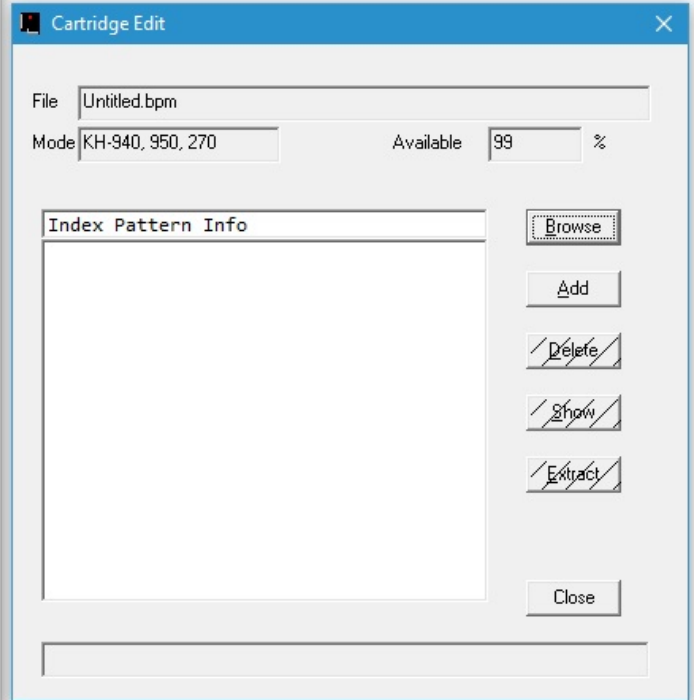 Cartridge Edit
File Untitled.bpm
Mode KH-940, 950, 270 Available 99 %
Index Pattern Info
Browse
Add
Delete
Show
Extract
Close